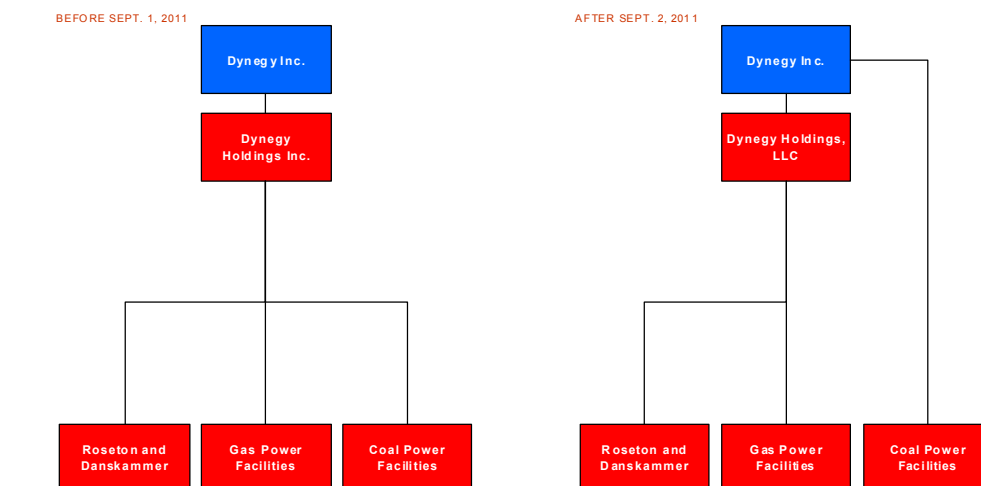 BEFORE SEPT. 1, 2011
Dynegy Inc.
Dynegy
Holdings Inc.
Roseton and
Danskammer
Gas Power
Facilities
Coal Power
Facilities
AFTER SEPT. 2, 2011
Dynegy Inc.
Dynegy Holdings,
LLC
Roseton and
Danskammer
Gas Power
Facilities
Coal Power
Facilities